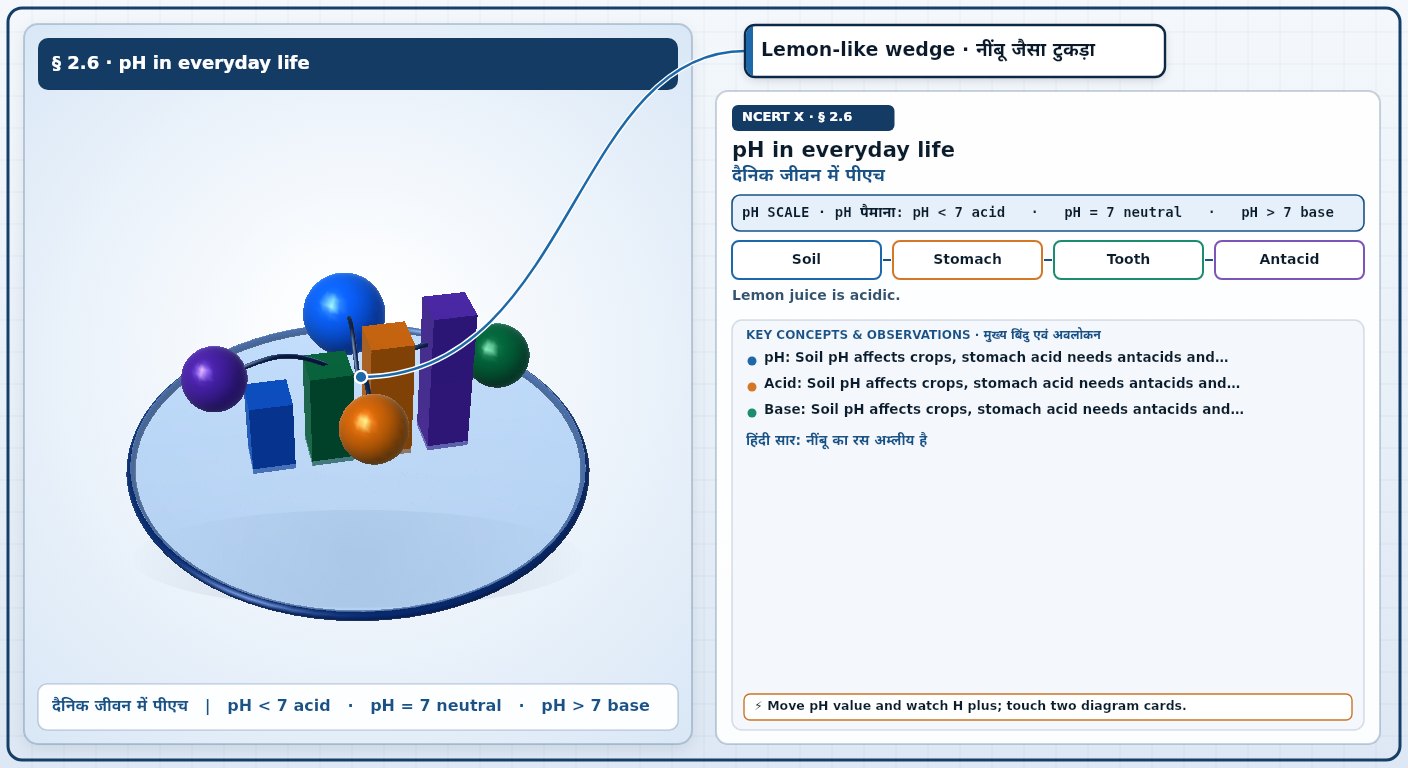 § 2.6 · pH in everyday life
Lemon-like wedge · नींबू जैसा टुकड़ा
NCERT X · § 2.6
pH in everyday life
दैनिक जीवन में पीएच
pH SCALE · pH पैमाना: pH < 7 acid · pH = 7 neutral · pH > 7 base
Soil
Stomach
Tooth
Antacid
Lemon juice is acidic.
KEY CONCEPTS & OBSERVATIONS · मुख्य बिंदु एवं अवलोकन
pH: Soil pH affects crops, stomach acid needs antacids and…
Acid: Soil pH affects crops, stomach acid needs antacids and…
Base: Soil pH affects crops, stomach acid needs antacids and…
हिंदी सार: नींबू का रस अम्लीय है
⚡ Move pH value and watch H plus; touch two diagram cards.
दैनिक जीवन में पीएच | pH < 7 acid · pH = 7 neutral · pH > 7 base